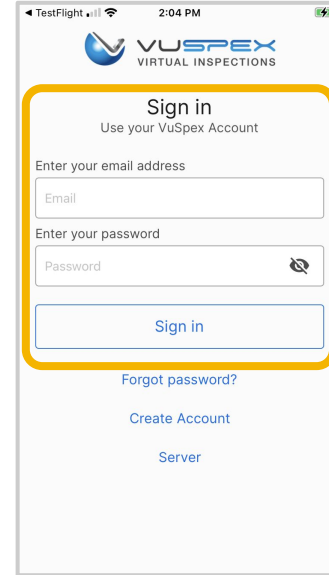 TestFlight 2:04 PM
VUSPEX
VIRTUAL INSPECTIONS
Sign in
Use your VuSpex Account
Enter your email address
Email
Enter your password
Password
Sign in
Forgot password?
Create Account
Server